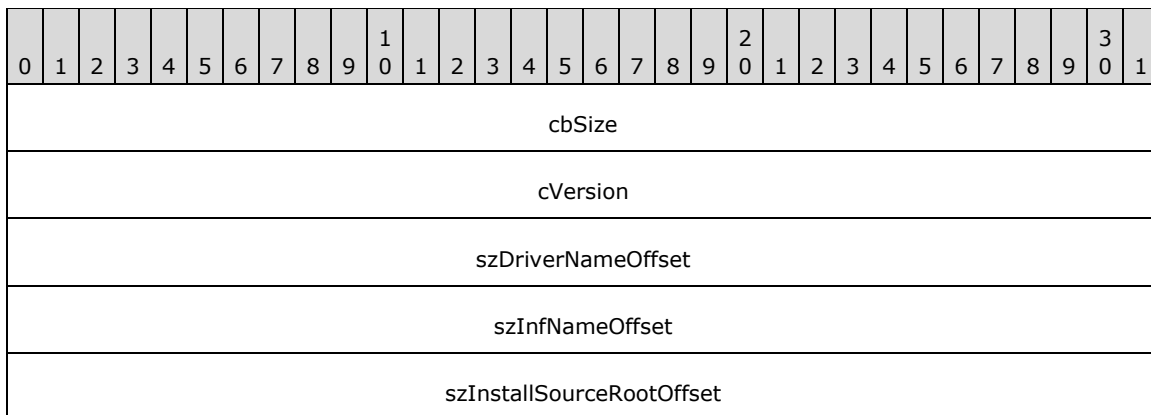 1 2 3
0 1 2 3 4 5 6 7 8 9 0 1 2 3 4 5 6 7 8 9 0 1 2 3 4 5 6 7 8 9 0 1
cbSize
cVersion
szDriverNameOffset
szInfNameOffset
szInstallSourceRootOffset